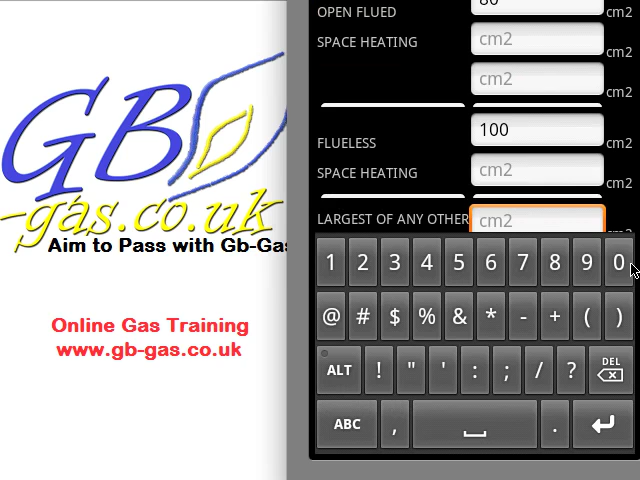 80
OPEN FLUED cm2
SPACE HEATING cm2 cm2
cm2 cm2
100
FLUELESS cm2
SPACE HEATING cm2 cm2
LARGEST OF ANY OTHER cm2
GB
-gas.co.uk
Aim to Pass with Gb-Gas
Online Gas Training
www.gb-gas.co.uk
1 2 3 4 5 6 7 8 9 0
@ # $ % & * - + ( )
ALT ! " ' : ; / ? DEL
ABC , .